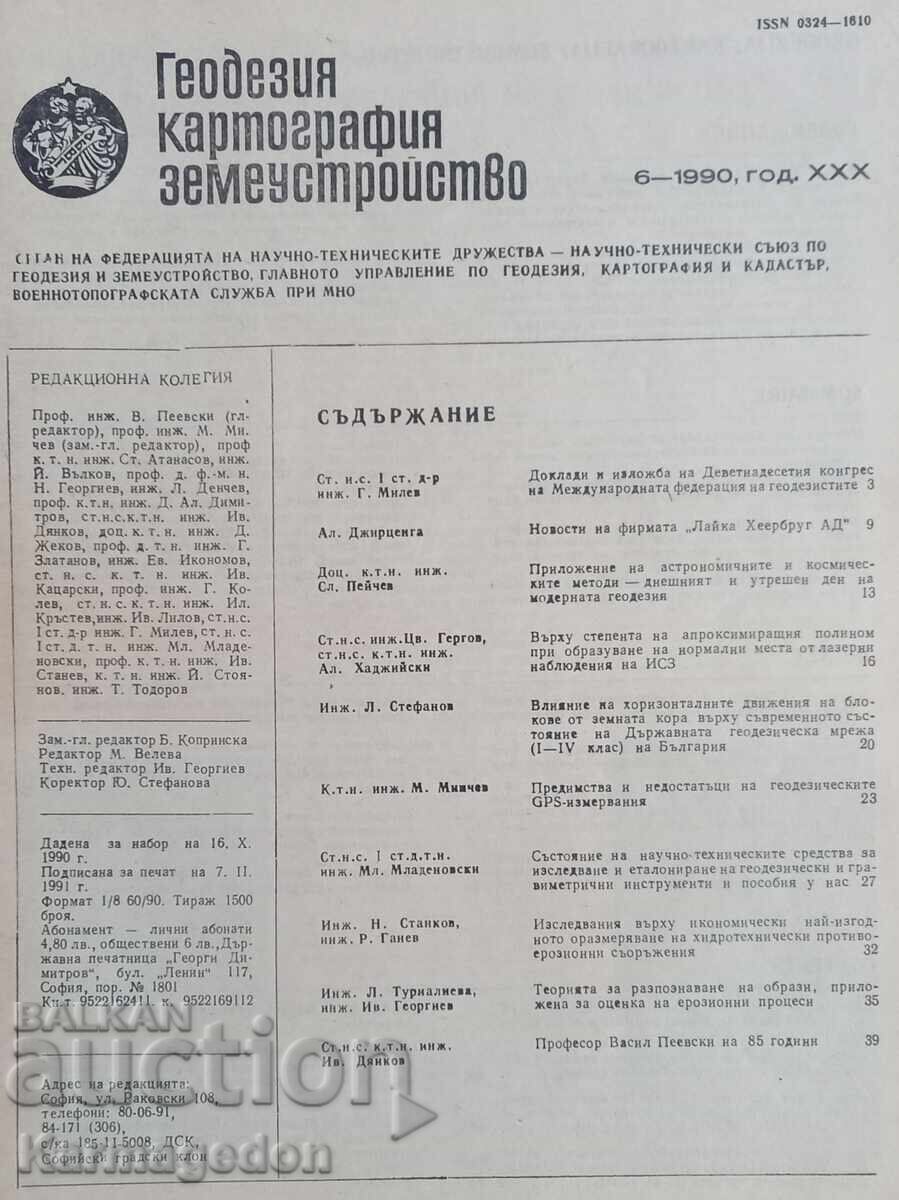 ISSN 0324—1610
Геодезия
картография
земеустройство
6—1990, год. XXX
ОРГАН НА ФЕДЕРАЦИЯТА НА НАУЧНО-ТЕХНИЧЕСКИТЕ ДРУЖЕСТВА — НАУЧНО-ТЕХНИЧЕСКИ СЪЮЗ ПО
ГЕОДЕЗИЯ И ЗЕМЕУСТРОЙСТВО, ГЛАВНОТО УПРАВЛЕНИЕ ПО ГЕОДЕЗИЯ, КАРТОГРАФИЯ И КАДАСТЪР,
ВОЕННОТОПОГРАФСКАТА СЛУЖБА ПРИ МНО
РЕДАКЦИОННА КОЛЕГИЯ
Проф. инж. В. Пеевски (гл-
редактор), проф. инж. М. Ми-
чев (зам.-гл. редактор), проф
к. т. н. инж. Ст. Атанасов, инж.
Й. Вълков, проф. д. ф.-м. н.
Н. Георгиев, инж. Л. Денчев,
проф. к.т.н. инж. Д. Ал. Дими-
тров, ст.н.с.к.т.н. инж. Ив.
Дянков, доц. к. т. н. инж. Д.
Жеков, проф. д. т. н. инж. Г.
Златанов, инж. Ев. Икономов,
ст. н. с. к. т. н. инж. Ив.
Кацарски, проф. инж. Г. Ко-
лев, ст. н. с. к. т. н. инж. Ил.
Кръстев, инж. Ив. Лилов, ст.н.с.
I ст. д-р инж. Г. Милев, ст. н. с.
I ст. д. т. н. инж. Мл. Младе-
новски, проф. к. т. н. инж. Ив.
Станев, к. т. н. инж. Й. Стоя-
нов. инж. Т. Тодоров
Зам.-гл. редактор Б. Копринска
Редактор М. Велева
Техн. редактор Ив. Георгиев
Коректор Ю. Стефанова
Дадена за набор на 16. X.
1990 г.
Подписана за печат на 7. II.
1991 г.
Формат 1/8 60/90. Тираж 1500
броя.
Абонамент — лични абонати
4,80 лв., обществени 6 лв., Дър-
жавна печатница „Георги Ди-
митров“, бул. „Ленин“ 117,
София, пор. № 1801
Кн.т. 9522162411. к. 9522169112
Адрес на редакцията:
София, ул. Раковски 108,
телефони: 80-06-91,
84-171 (306),
с/ка 185-11-5008, ДСК,
Софийски градски клон
СЪДЪРЖАНИЕ
Ст. н.с. I ст. д-р
инж. Г. Милев
Доклади и изложба на Деветнадесетия конгрес
на Международната федерация на геодезистите 3
Ал. Джирценга
Новости на фирмата „Лайка Хеербруг АД“ 9
Доц. к.т.н. инж.
Сл. Пейчев
Приложение на астрономичните и космичес-
ките методи — днешният и утрешен ден на
модерната геодезия 13
Ст.н.с. инж. Цв. Гергов,
ст.н.с. к.т.н. инж.
Ал. Хаджийски
Върху степента на апроксимиращия полином
при образуване на нормални места от лазерни
наблюдения на ИСЗ 16
Инж. Л. Стефанов
Влияние на хоризонталните движения на бло-
кове от земната кора върху съвременното със-
тояние на Държавната геодезическа мрежа
(I—IV клас) на България 20
К.т.н. инж. М. Минчев
Предимства и недостатъци на геодезическите
GPS-измервания 23
Ст.н.с. I ст.д.т.н.
инж. Мл. Младеновски
Състояние на научно-техническите средства за
изследване и еталониране на геодезически и гра-
виметрични инструменти и пособия у нас 27
Инж. Н. Станков,
инж. Р. Ганев
Изследвания върху икономически най-изгод-
ното оразмеряване на хидротехнически противо-
ерозионни съоръжения 32
Инж. Л. Туриалиева,
инж. Ив. Георгиев
Теорията за разпознаване на образи, прило-
жена за оценка на ерозионни процеси 35
Ст.н.с. к.т.н. инж.
Ив. Дянков
Професор Васил Пеевски на 85 години 39
BALKAN
auction
Karmagedon